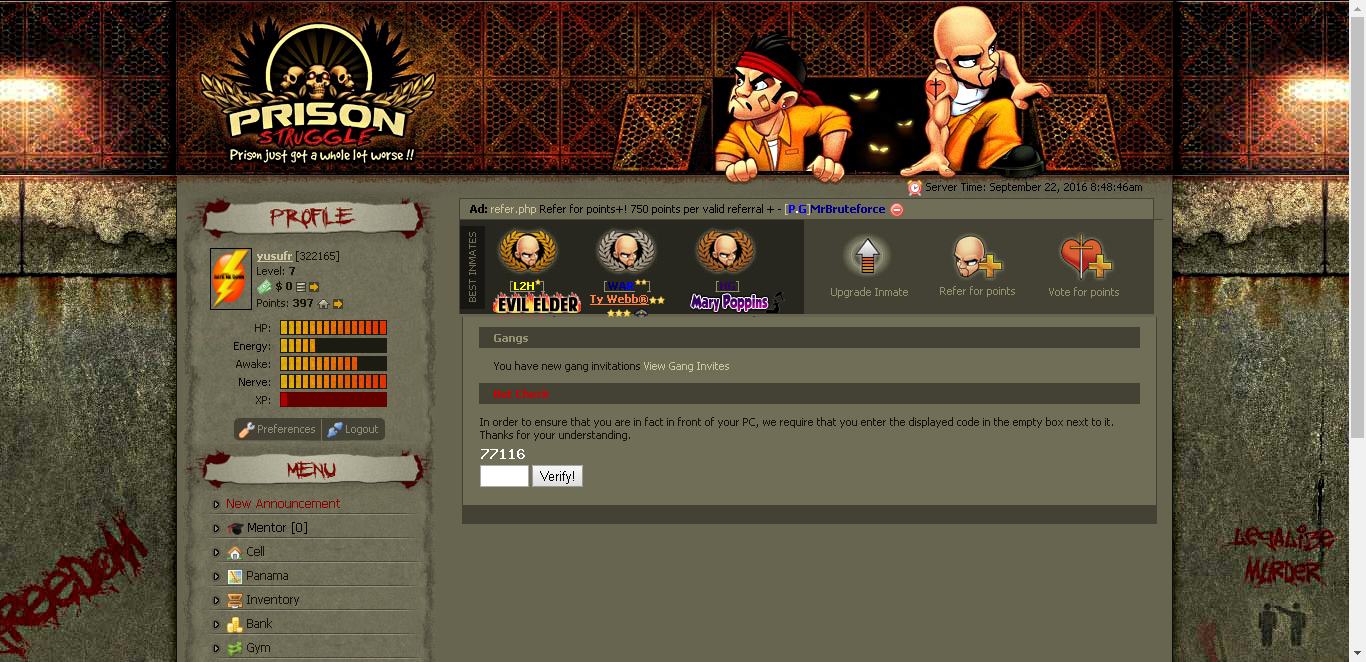 PRISON
STRUGGLE
Prison just got a whole lot worse !!
Server Time: September 22, 2016 8:48:46am
PROFILE
Ad: refer.php Refer for points+! 750 points per valid referral + - [P.G]MrBruteforce
yusufr [322165]
Level: 7
$ 0
Points: 397
HP:
Energy:
Awake:
Nerve:
XP:
Preferences
Logout
BEST INMATES
[L2H*]
EVIL ELDER
[WAR**]
Ty Webb®
Mary Poppins
Upgrade Inmate
Refer for points
Vote for points
Gangs
You have new gang invitations View Gang Invites
Bot Check
In order to ensure that you are in fact in front of your PC, we require that you enter the displayed code in the empty box next to it.
Thanks for your understanding.
77116
Verify!
MENU
New Announcement
Mentor [0]
Cell
Panama
Inventory
Bank
Gym
FREEDOM
LEGALIZE
MURDER